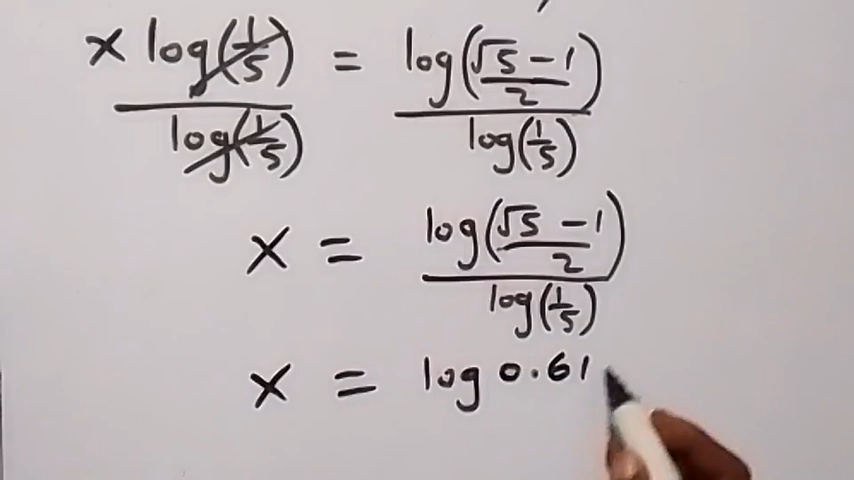 x log(1/5) / log(1/5) = log((√5 - 1)/2) / log(1/5)
x = log((√5 - 1)/2) / log(1/5)
x = log 0.61